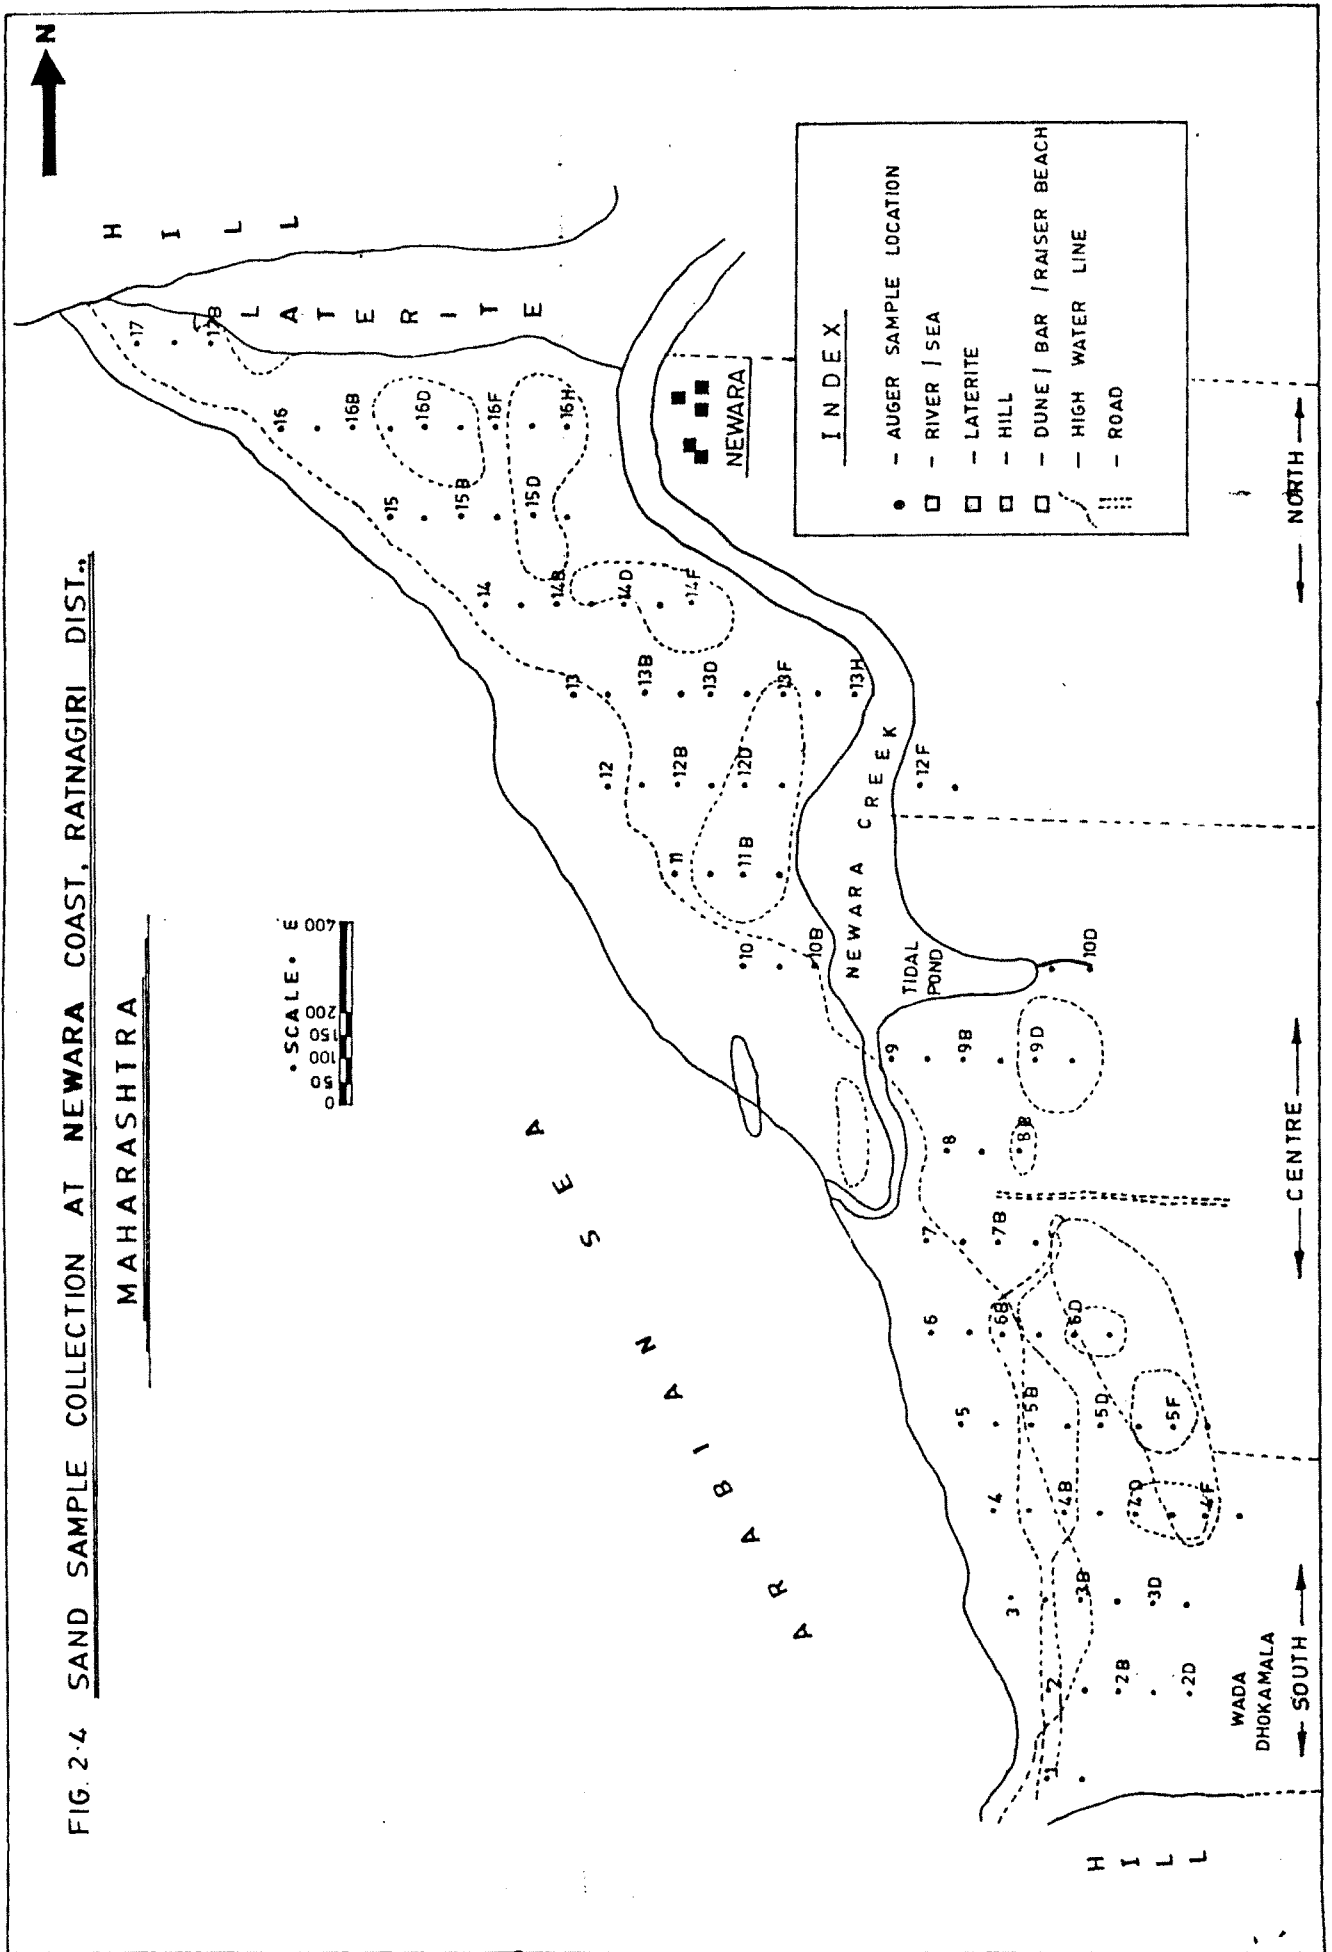 FIG. 2·4 SAND SAMPLE COLLECTION AT NEWARA COAST, RATNAGIRI DIST.,
MAHARASHTRA
N
• SCALE •
0 50 100 150 200 400 m
ARABIAN SEA
HILL
LATERITE
17
17B
16
16B
16D
16F
16H
15
15B
15D
14
14B
14D
14F
13
13B
13D
13F
13H
12
12B
12D
12F
11
11B
10
10B
10D
9
9B
9D
8
8B
7
7B
6
6B
6D
5
5B
5D
5F
4
4B
4D
4F
3
3B
3D
2
2B
2D
1
NEWARA
NEWARA CREEK
TIDAL
POND
WADA
DHOKAMALA
HILL
INDEX
• – AUGER SAMPLE LOCATION
– RIVER / SEA
– LATERITE
– HILL
– DUNE / BAR / RAISER BEACH
– HIGH WATER LINE
– ROAD
SOUTH
CENTRE
NORTH